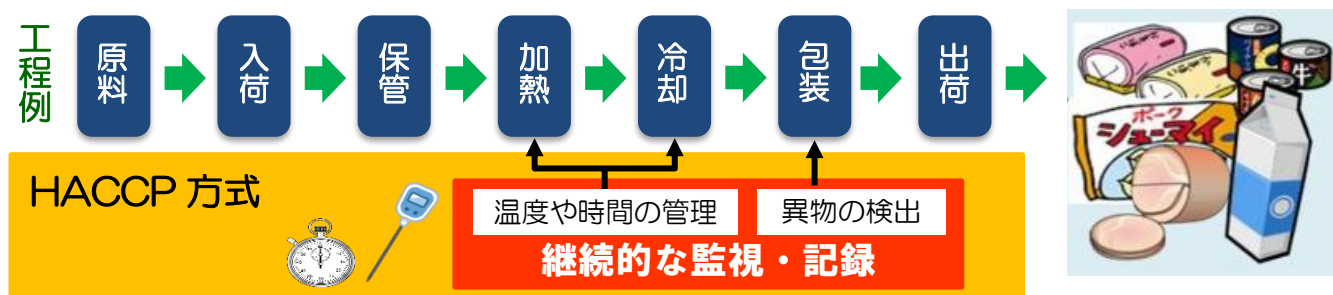 工程例
原料
入荷
保管
加熱
冷却
包装
出荷
HACCP 方式
温度や時間の管理
異物の検出
継続的な監視・記録
ポーク
シューマイ
牛